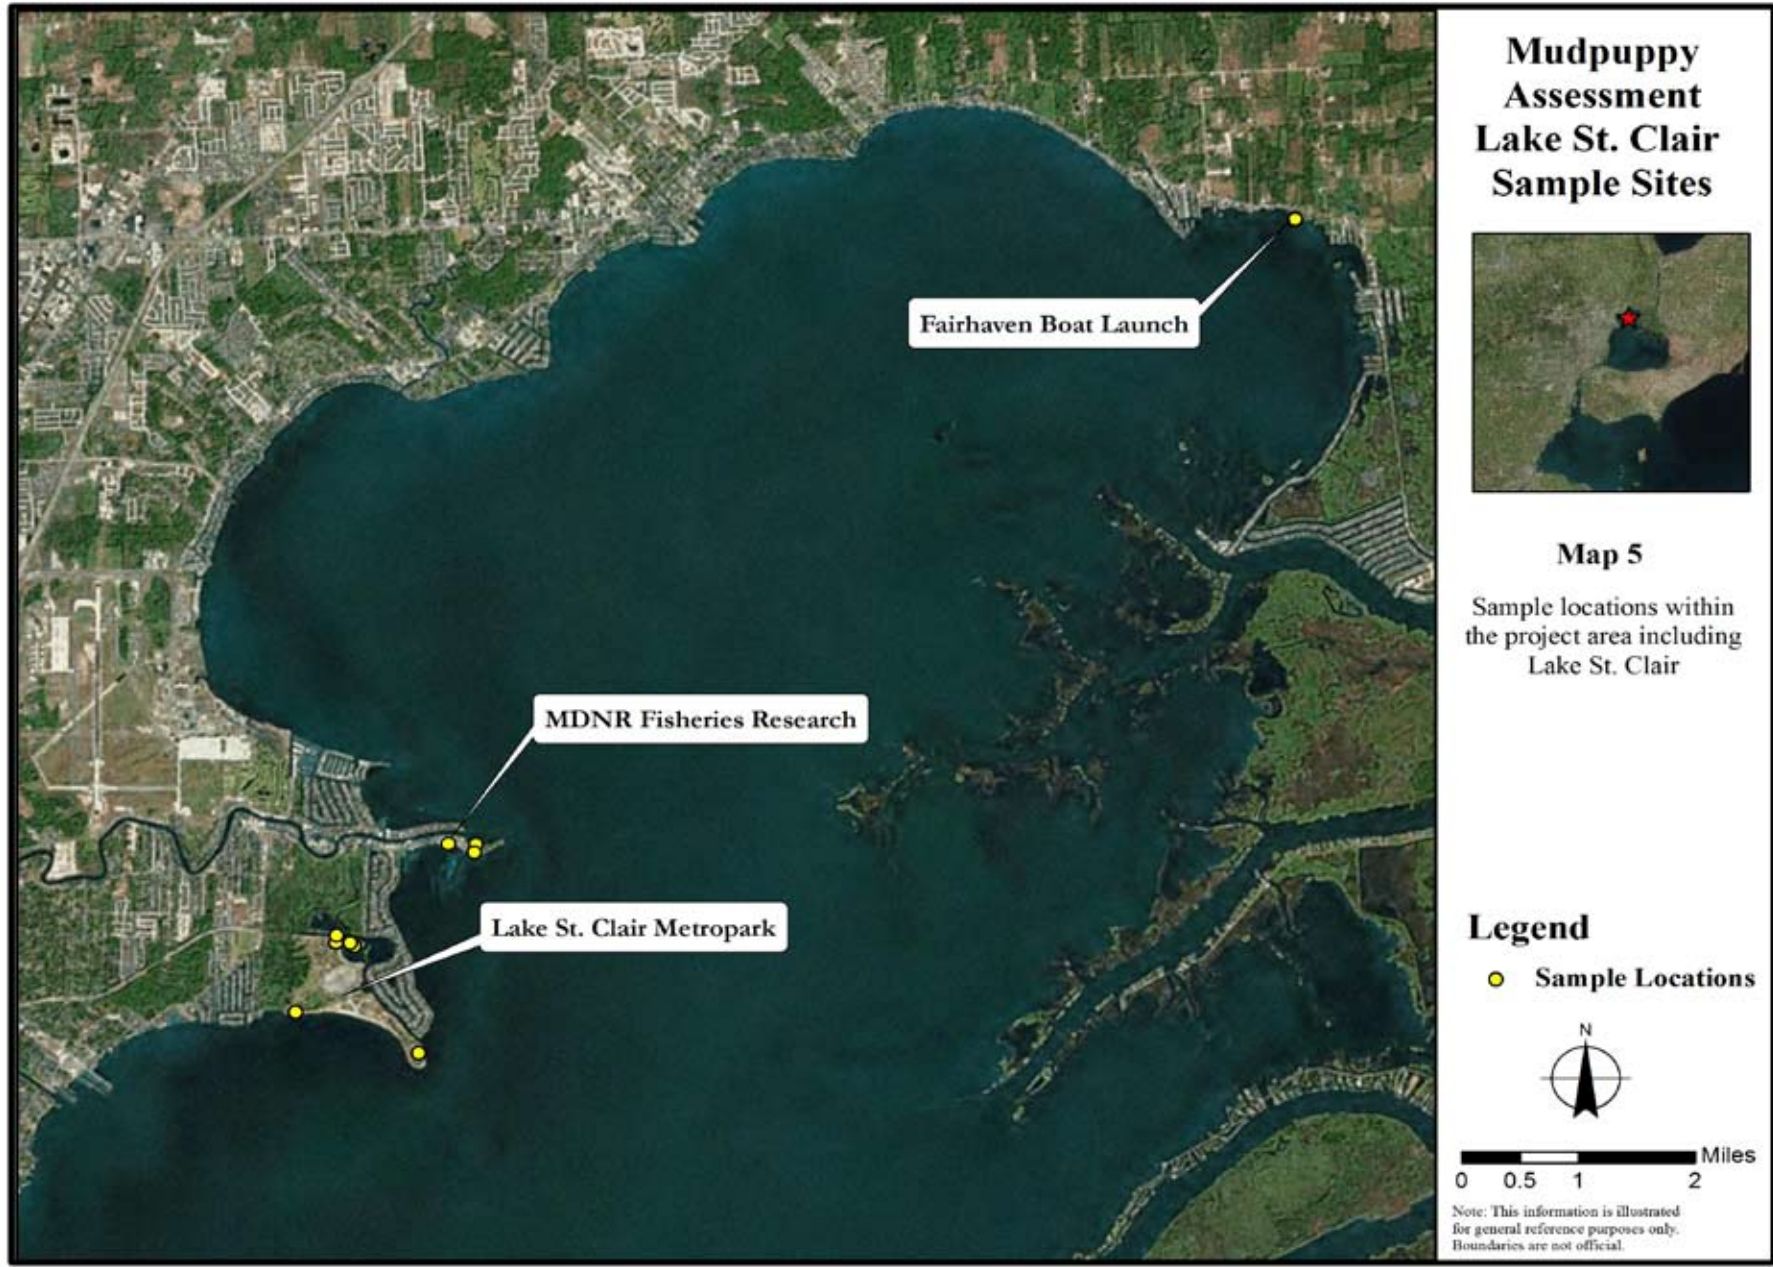 Mudpuppy
Assessment
Lake St. Clair
Sample Sites
Fairhaven Boat Launch
MDNR Fisheries Research
Lake St. Clair Metropark
Map 5
Sample locations within
the project area including
Lake St. Clair
Legend
Sample Locations
N
Miles
0 0.5 1 2
Note: This information is illustrated
for general reference purposes only.
Boundaries are not official.